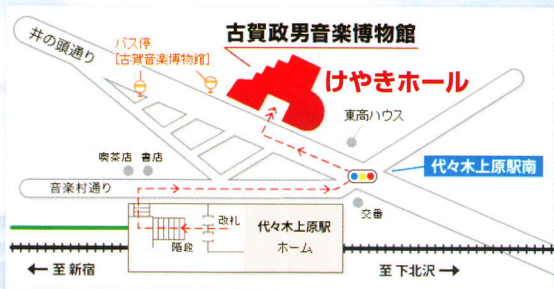 古賀政男音楽博物館
けやきホール
井の頭通り
バス停
[古賀音楽博物館]
東高ハウス
代々木上原駅南
喫茶店 書店
音楽村通り
交番
改札
階段
代々木上原駅
ホーム
← 至 新宿
至 下北沢 →